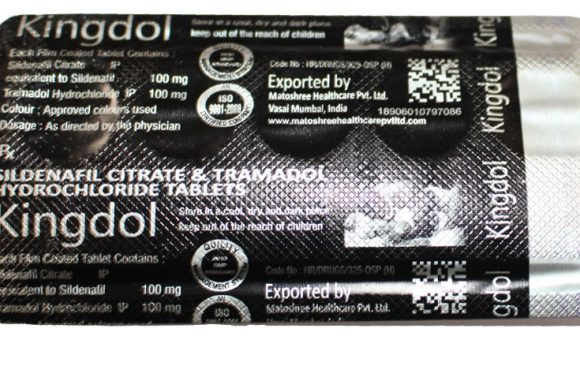 Kingdol
Store in a cool, dry and dark place
keep out of the reach of children
Each Film Coated Tablet Contains :
Sildenafil Citrate IP
equivalent to Sildenafil 100 mg
Tramadol Hydrochloride IP 100 mg
Colour : Approved colours used
Dosage : As directed by the physician
ISO
9001-2008
Code No : HR/DRUGS/325-OSP (H)
Exported by
Matoshree Healthcare Pvt. Ltd.
Vasai Mumbai, India
www.matoshreehealthcarepvtltd.com
18906010797086
Kingdol
Rx
SILDENAFIL CITRATE & TRAMADOL
HYDROCHLORIDE TABLETS
Kingdol
Store in a cool, dry and dark place
keep out of the reach of children
Each Film Coated Tablet Contains :
Sildenafil Citrate IP
equivalent to Sildenafil 100 mg
Tramadol Hydrochloride IP 100 mg
ISO
Code No : HR/DRUGS/325-OSP (H)
Exported by
Matoshree Healthcare Pvt. Ltd.
Kingdol
gdol